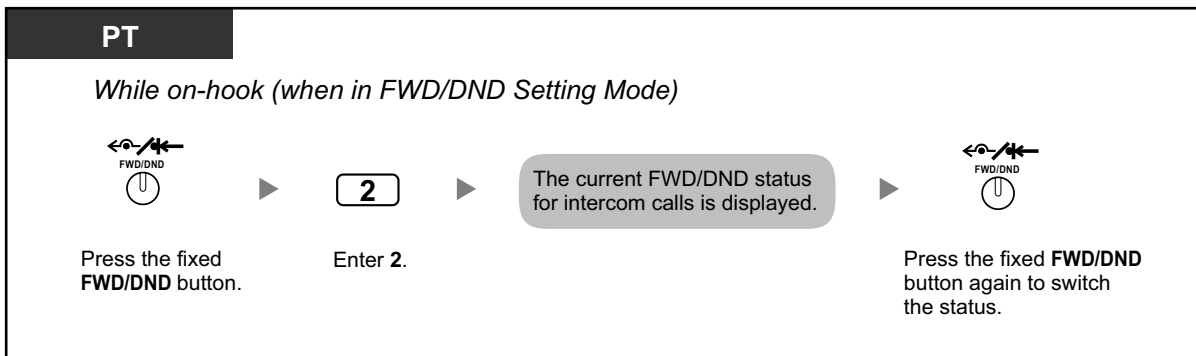 PT
While on-hook (when in FWD/DND Setting Mode)
FWD/DND
2
The current FWD/DND status
for intercom calls is displayed.
FWD/DND
Press the fixed
FWD/DND button.
Enter 2.
Press the fixed FWD/DND
button again to switch
the status.